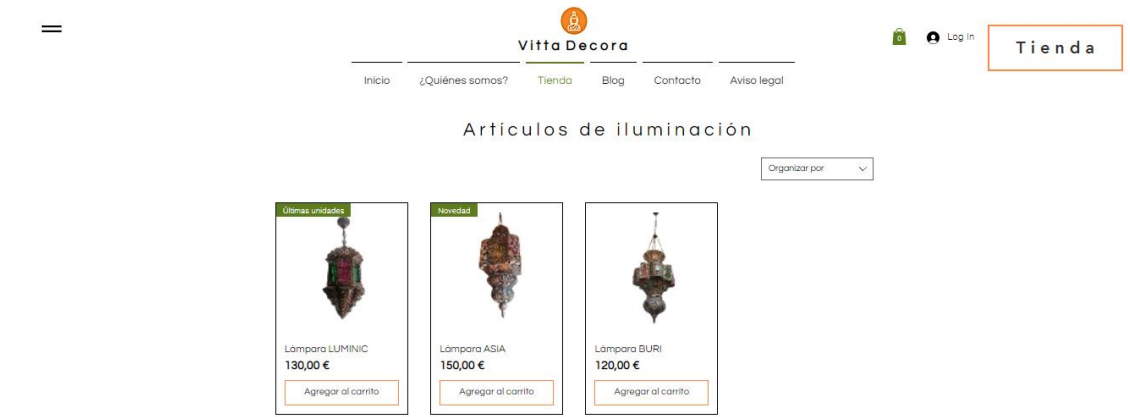 Vitta Decora
0
Log In
Tienda
Inicio
¿Quiénes somos?
Tienda
Blog
Contacto
Aviso legal
Artículos de iluminación
Organizar por
Últimas unidades
Lámpara LUMINIC
130,00 €
Agregar al carrito
Novedad
Lámpara ASIA
150,00 €
Agregar al carrito
Lámpara BURI
120,00 €
Agregar al carrito